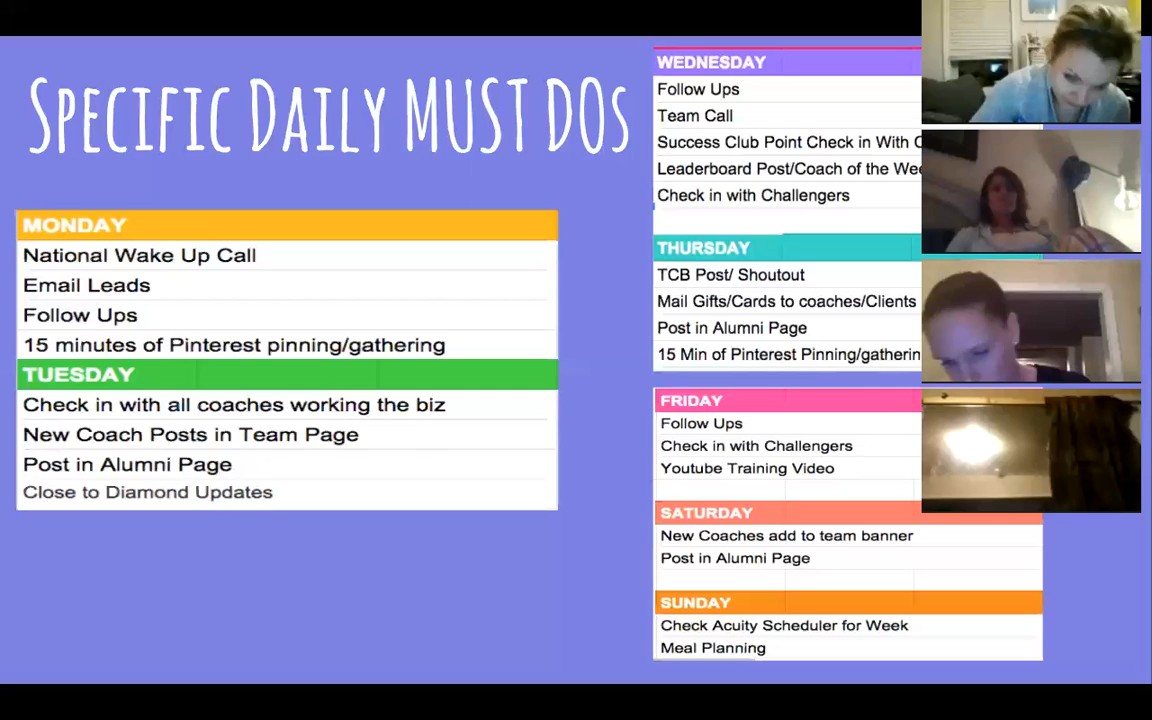 SPECIFIC DAILY MUST DOS
MONDAY
National Wake Up Call
Email Leads
Follow Ups
15 minutes of Pinterest pinning/gathering
TUESDAY
Check in with all coaches working the biz
New Coach Posts in Team Page
Post in Alumni Page
Close to Diamond Updates
WEDNESDAY
Follow Ups
Team Call
Success Club Point Check in With
Leaderboard Post/Coach of the
Check in with Challengers
THURSDAY
TCB Post/ Shoutout
Mail Gifts/Cards to coaches/Clients
Post in Alumni Page
15 Min of Pinterest Pinning/gatherin
FRIDAY
Follow Ups
Check in with Challengers
Youtube Training Video
SATURDAY
New Coaches add to team banner
Post in Alumni Page
SUNDAY
Check Acuity Scheduler for Week
Meal Planning